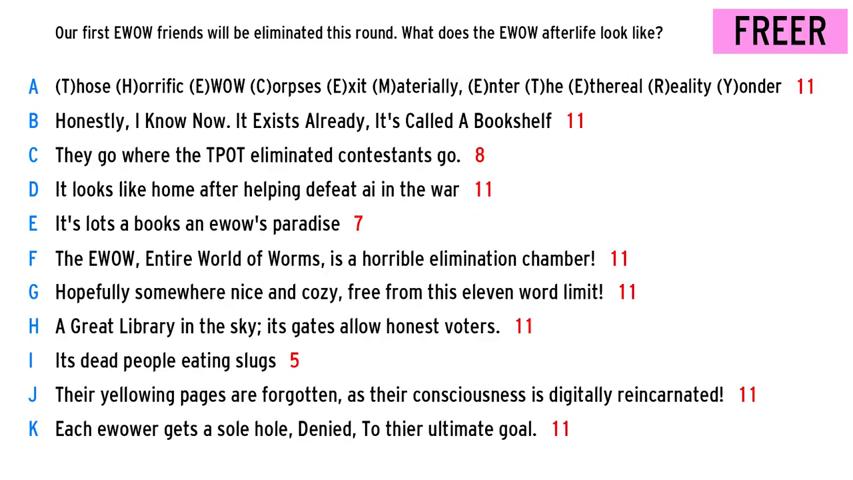 Our first EWOW friends will be eliminated this round. What does the EWOW afterlife look like?
FREER
A (T)hose (H)orrific (E)WOW (C)orpses (E)xit (M)aterially, (E)nter (T)he (E)thereal (R)eality (Y)onder 11
B Honestly, I Know Now. It Exists Already, It's Called A Bookshelf 11
C They go where the TPOT eliminated contestants go. 8
D It looks like home after helping defeat ai in the war 11
E It's lots a books an ewow's paradise 7
F The EWOW, Entire World of Worms, is a horrible elimination chamber! 11
G Hopefully somewhere nice and cozy, free from this eleven word limit! 11
H A Great Library in the sky; its gates allow honest voters. 11
I Its dead people eating slugs 5
J Their yellowing pages are forgotten, as their consciousness is digitally reincarnated! 11
K Each ewower gets a sole hole, Denied, To thier ultimate goal. 11